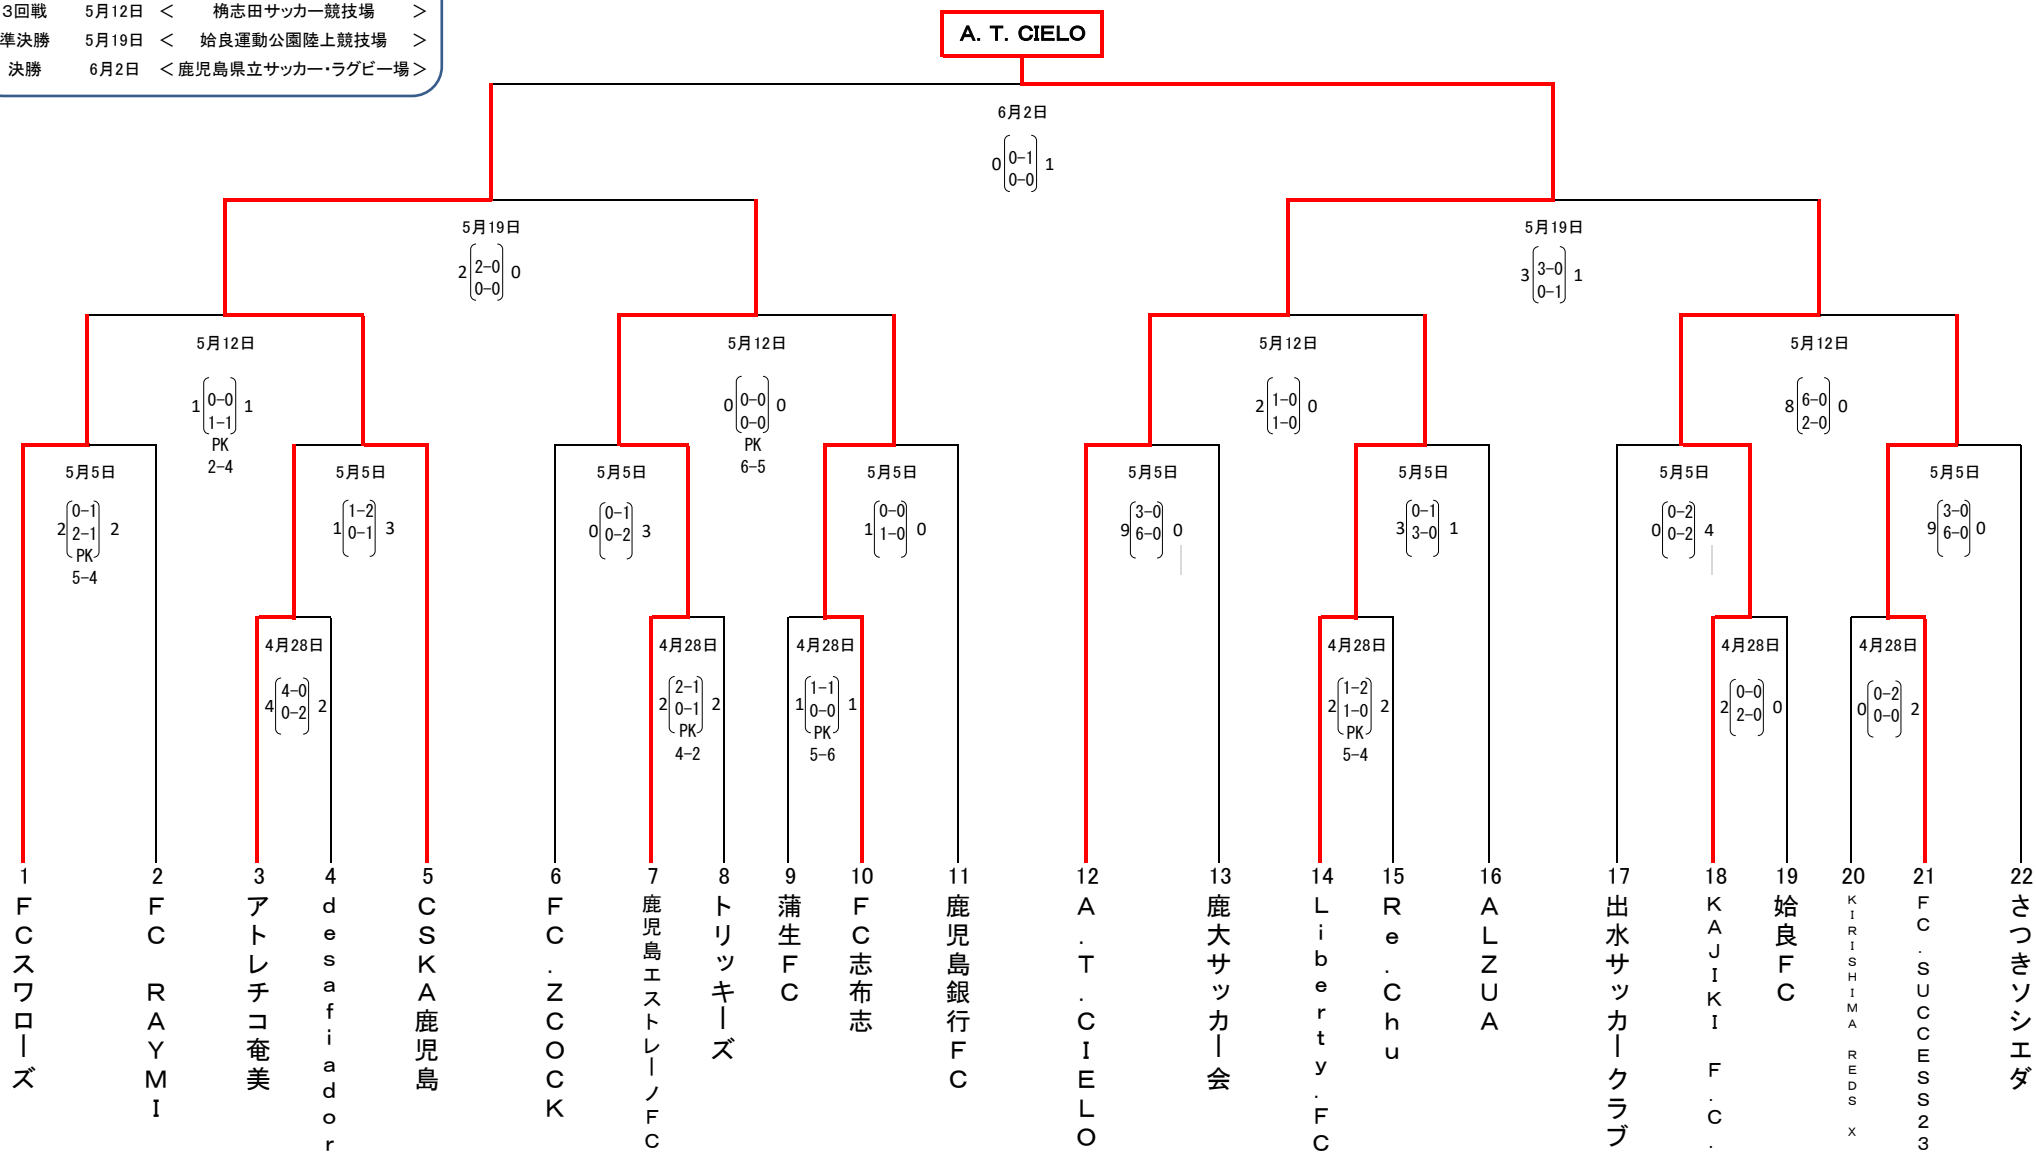 3回戦 5月12日 < 桷志田サッカー競技場 >
準決勝 5月19日 < 姶良運動公園陸上競技場 >
決勝 6月2日 < 鹿児島県立サッカー・ラグビー場 >
A. T. CIELO
6月2日
0 0-1 1
0-0
5月19日
2 2-0 0
0-0
5月19日
3 3-0 1
0-1
5月12日
1 0-0 1
1-1
PK
2-4
5月12日
0 0-0 0
0-0
PK
6-5
5月12日
2 1-0 0
1-0
5月12日
8 6-0 0
2-0
5月5日
2 0-1 2
2-1
PK
5-4
5月5日
1 1-2 3
0-1
5月5日
0 0-1 3
0-2
5月5日
1 0-0 0
1-0
5月5日
9 3-0 0
6-0
5月5日
3 0-1 1
3-0
5月5日
0 0-2 4
0-2
5月5日
9 3-0 0
6-0
4月28日
4 4-0 2
0-2
4月28日
2 2-1 2
0-1
PK
4-2
4月28日
1 1-1 1
0-0
PK
5-6
4月28日
2 1-2 2
1-0
PK
5-4
4月28日
2 0-0 0
2-0
4月28日
0 0-2 2
0-0
1 FCスワローズ
2 FC RAYMI
3 アトレチコ奄美
4 desafiador
5 CSKA鹿児島
6 FC.ZCOCK
7 鹿児島エストレーノFC
8 トリッキーズ
9 蒲生FC
10 FC志布志
11 鹿児島銀行FC
12 A.T.CIELO
13 鹿大サッカー会
14 Liberty.FC
15 Re.Chu
16 ALZUA
17 出水サッカークラブ
18 KAJIKI F.C.
19 姶良FC
20 KIRISHIMA REDS X
21 FC.SUCCESS23
22 さつきソシエダ